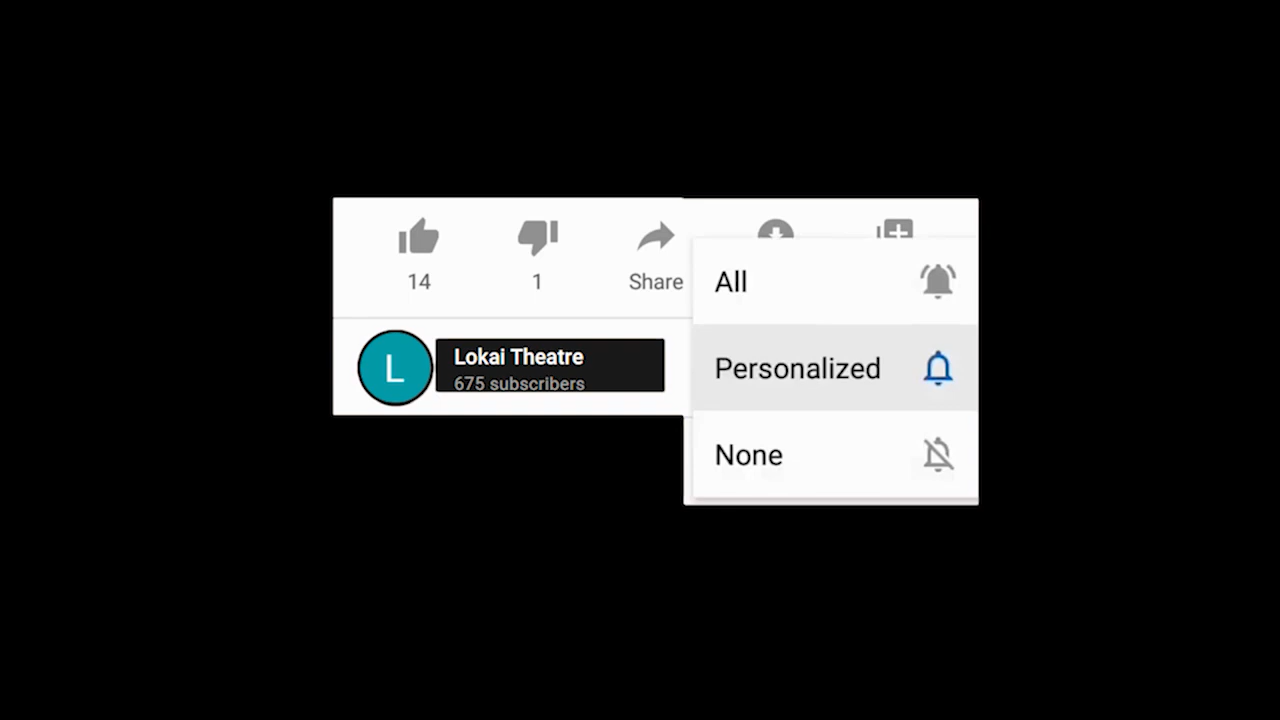 14
1
Share
L
Lokai Theatre
675 subscribers
All
Personalized
None